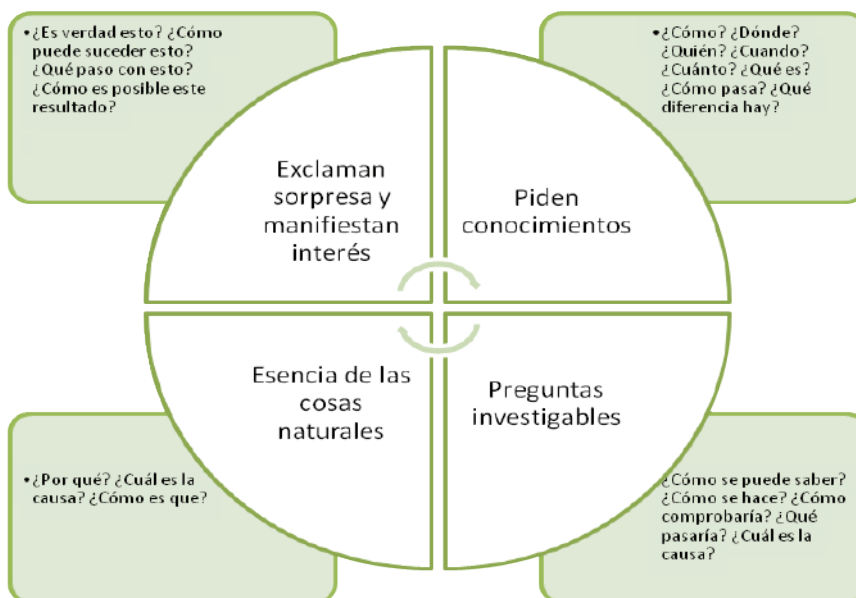 •¿Es verdad esto? ¿Cómo
puede suceder esto?
¿Qué paso con esto?
¿Cómo es posible este
resultado?
•¿Cómo? ¿Dónde?
¿Quién? ¿Cuando?
¿Cuánto? ¿Qué es?
¿Cómo pasa? ¿Qué
diferencia hay?
Exclaman
sorpresa y
manifiestan
interés
Piden
conocimientos
Esencia de las
cosas
naturales
Preguntas
investigables
•¿Por qué? ¿Cuál es la
causa? ¿Cómo es que?
¿Cómo se puede saber?
¿Cómo se hace? ¿Cómo
comprobaría? ¿Qué
pasaría? ¿Cuál es la
causa?